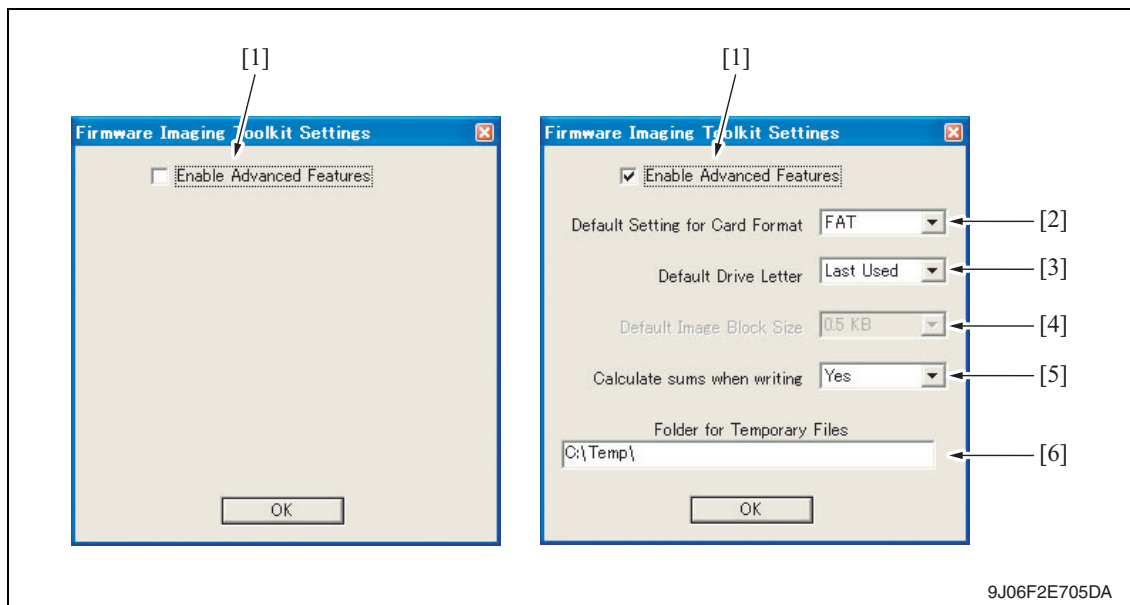 [1]
Firmware Imaging Toolkit Settings
Enable Advanced Features
OK
[1]
Firmware Imaging Toolkit Settings
Enable Advanced Features
Default Setting for Card Format FAT [2]
Default Drive Letter Last Used [3]
Default Image Block Size 0.5 KB [4]
Calculate sums when writing Yes [5]
Folder for Temporary Files
C:\Temp\ [6]
OK
9J06F2E705DA